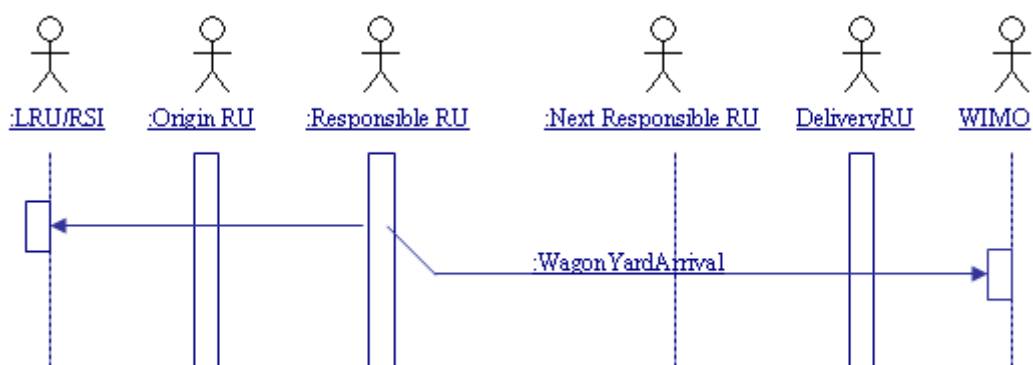 :LRU/RSI :Origin RU :Responsible RU :Next Responsible RU DeliveryRU WIMO
:WagonYardArrival